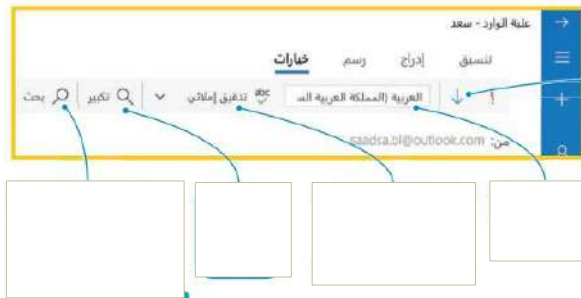 علبة الوارد - سعد
تنسيق إدراج رسم خيارات
! ↓ العربية (المملكة العربية الس abc تدقيق إملائي تكبير بحث
من: saadsa.bl@outlook.com